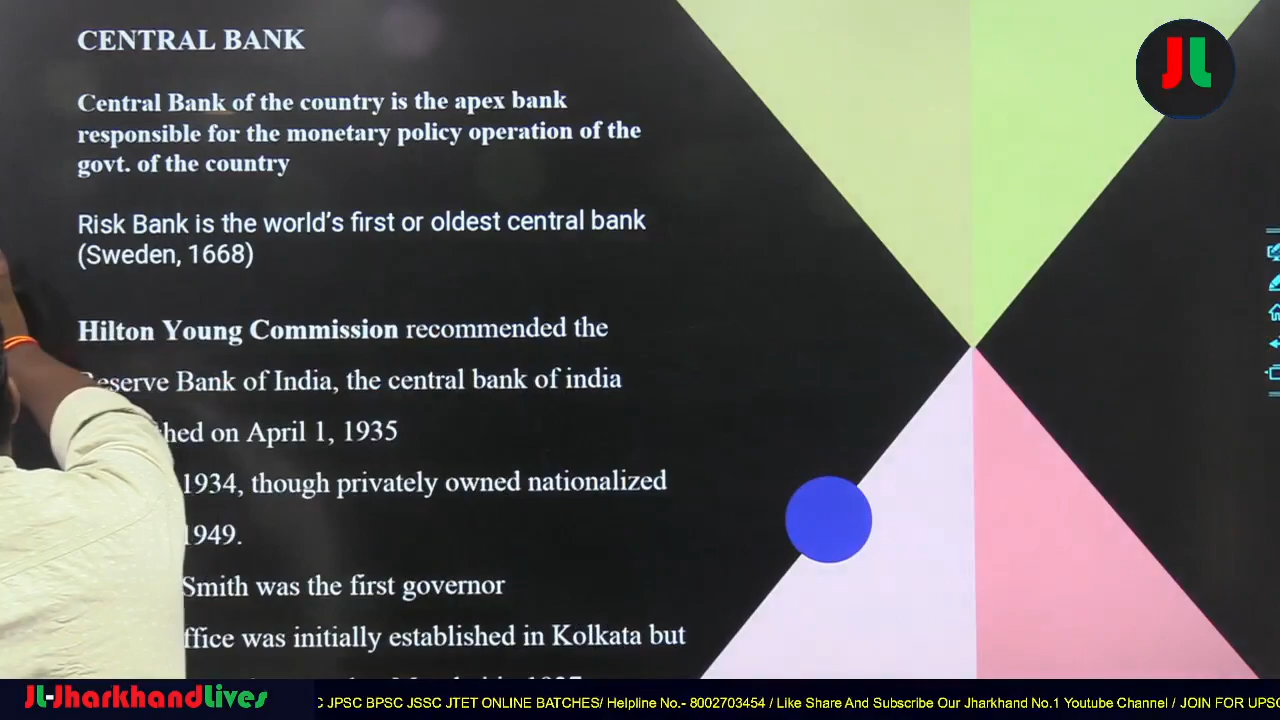 CENTRAL BANK
Central Bank of the country is the apex bank
responsible for the monetary policy operation of the
govt. of the country
Risk Bank is the world's first or oldest central bank
(Sweden, 1668)
Hilton Young Commission recommended the
Reserve Bank of India, the central bank of india
hed on April 1, 1935
1934, though privately owned nationalized
1949.
Smith was the first governor
ffice was initially established in Kolkata but
JL
JL-JharkhandLives
C JPSC BPSC JSSC JTET ONLINE BATCHES/ Helpline No.- 8002703454 / Like Share And Subscribe Our Jharkhand No.1 Youtube Channel / JOIN FOR UPSC